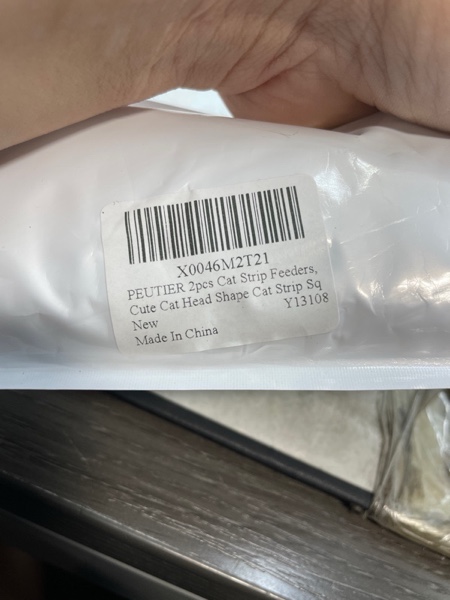 X0046M2T21
PEUTIER 2pcs Cat Strip Feeders,
Cute Cat Head Shape Cat Strip Sq
Y13108
New
Made In China